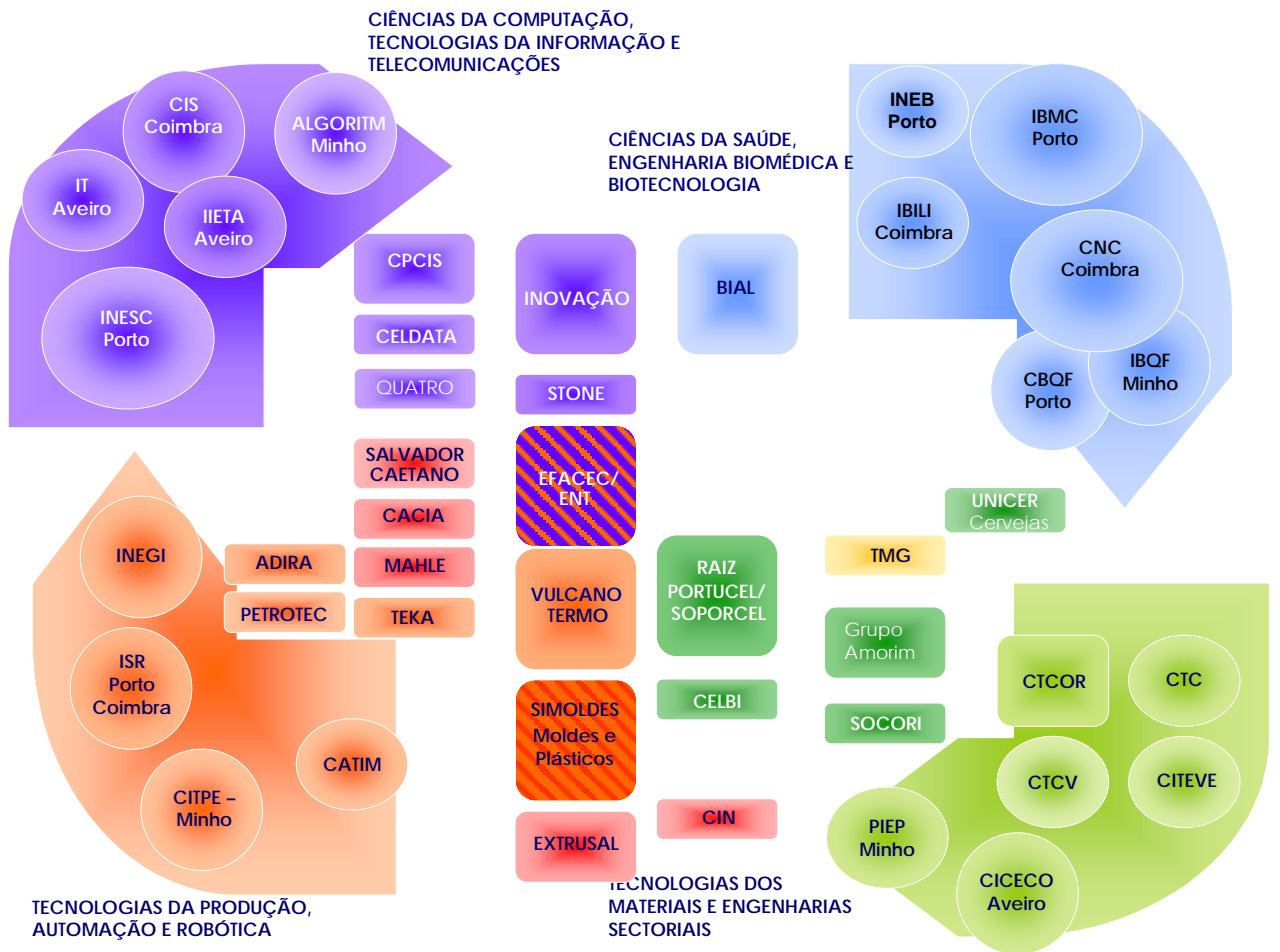 CIÊNCIAS DA COMPUTAÇÃO,
TECNOLOGIAS DA INFORMAÇÃO E
TELECOMUNICAÇÕES
CIS
Coimbra
ALGORITM
Minho
IT
Aveiro
IIETA
Aveiro
INESC
Porto
CIÊNCIAS DA SAÚDE,
ENGENHARIA BIOMÉDICA E
BIOTECNOLOGIA
INEB
Porto
IBMC
Porto
IBILI
Coimbra
CNC
Coimbra
CBQF
Porto
IBQF
Minho
CPCIS
INOVAÇÃO
BIAL
CELDATA
QUATRO
STONE
SALVADOR
CAETANO
EFACEC/
ENT
CACIA
UNICER
Cervejas
INEGI
ADIRA
MAHLE
TMG
PETROTEC
TEKA
VULCANO
TERMO
RAIZ
PORTUCEL/
SOPORCEL
Grupo
Amorim
ISR
Porto
Coimbra
CATIM
CITPE –
Minho
SIMOLDES
Moldes e
Plásticos
CELBI
SOCORI
CTCOR
CTC
CTCV
CITEVE
EXTRUSAL
CIN
PIEP
Minho
CICECO
Aveiro
TECNOLOGIAS DA PRODUÇÃO,
AUTOMAÇÃO E ROBÓTICA
TECNOLOGIAS DOS
MATERIAIS E ENGENHARIAS
SECTORIAIS